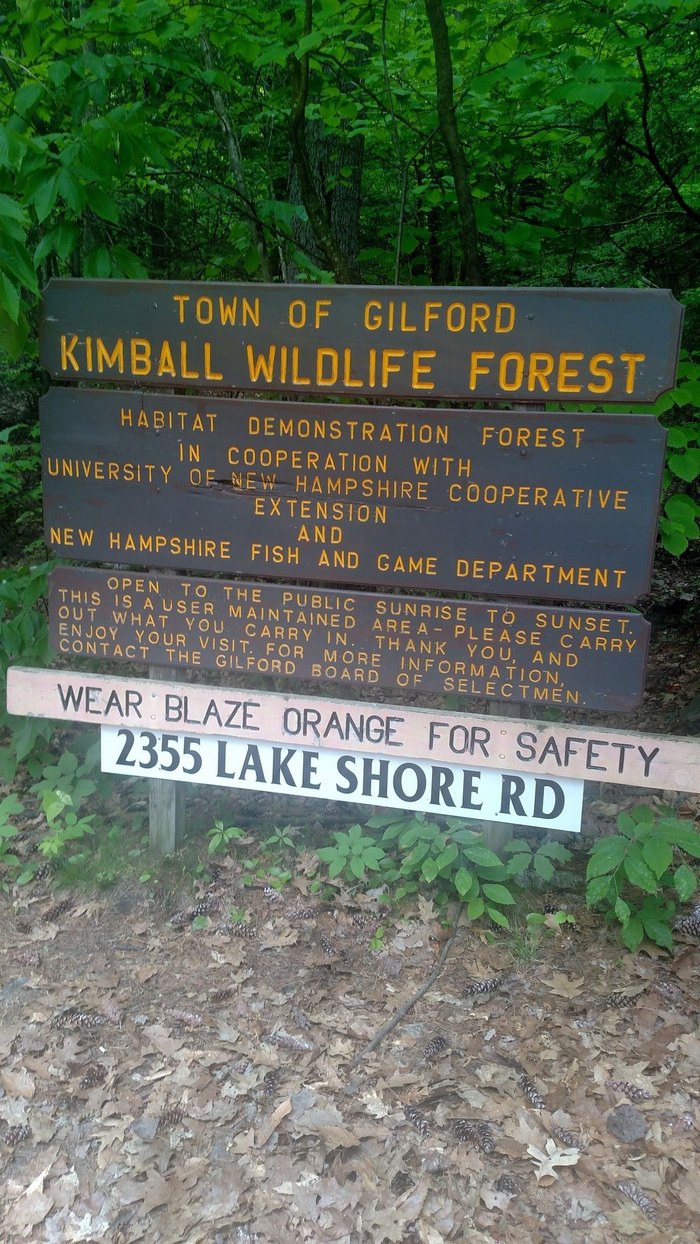 TOWN OF GILFORD
KIMBALL WILDLIFE FOREST
HABITAT DEMONSTRATION FOREST
IN COOPERATION WITH
UNIVERSITY OF NEW HAMPSHIRE COOPERATIVE
EXTENSION
AND
NEW HAMPSHIRE FISH AND GAME DEPARTMENT
OPEN TO THE PUBLIC SUNRISE TO SUNSET.
THIS IS A USER MAINTAINED AREA- PLEASE CARRY
OUT WHAT YOU CARRY IN. THANK YOU, AND
ENJOY YOUR VISIT. FOR MORE INFORMATION,
CONTACT THE GILFORD BOARD OF SELECTMEN.
WEAR BLAZE ORANGE FOR SAFETY
2355 LAKE SHORE RD